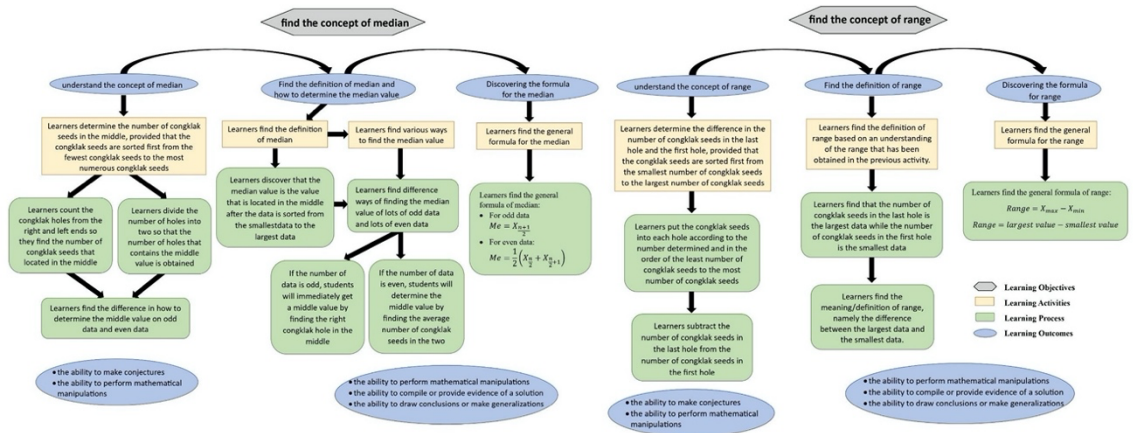 find the concept of median
understand the concept of median
Find the definition of median and
how to determine the median value
Discovering the formula
for the median
Learners determine the number of congklak
seeds in the middle, provided that the
congklak seeds are sorted first from the
fewest congklak seeds to the most
numerous congklak seeds
Learners find the definition
of median
Learners find various ways
to find the median value
Learners find the general
formula for the median
Learners count the
congklak holes from the
right and left ends so
they find the number of
congklak seeds that
located in the middle
Learners divide the
number of holes into
two so that the number
of holes that
contains the middle
value is obtained
Learners discover that the
median value is the value
that is located in the middle
after the data is sorted from
the smallestdata to the
largest data
Learners find difference
ways of finding the median
value of lots of odd data
and lots of even data
Learners find the general
formula of median:
• For odd data
Me = X_{\frac{n+1}{2}}
• For even data:
Me = \frac{1}{2}(X_{\frac{n}{2}} + X_{\frac{n}{2}+1})
Learners find the difference in how to
determine the middle value on odd
data and even data
If the number of
data is odd, students
will immediately get
a middle value by
finding the right
congklak hole in the
middle
If the number of data
is even, students will
determine the
middle value by
finding the average
number of congklak
seeds in the two
• the ability to make conjectures
• the ability to perform mathematical
manipulations
• the ability to perform mathematical manipulations
• the ability to compile or provide evidence of a solution
• the ability to draw conclusions or make generalizations
find the concept of range
understand the concept of range
Find the definition of range
Discovering the formula
for range
Learners determine the difference in the
number of congklak seeds in the last
hole and the first hole, provided that
the congklak seeds are sorted first from
the smallest number of congklak seeds
to the largest number of congklak seeds
Learners find the definition of
range based on an understanding
of the range that has been
obtained in the previous activity.
Learners find the general
formula for the range
Learners put the congklak seeds
into each hole according to the
number determined and in the
order of the least number of
congklak seeds to the most
number of congklak seeds
Learners find that the number
of congklak seeds in the last hole is
the largest data while the number
of congklak seeds in the first hole
is the smallest data
Learners find the general formula of range:
Range = X_{max} − X_{min}
Range = largest value − smallest value
Learners subtract the
number of congklak seeds in
the last hole from the
number of congklak seeds in
the first hole
Learners find the
meaning/definition of range,
namely the difference
between the largest data and
the smallest data.
Learning Objectives
Learning Activities
Learning Process
Learning Outcomes
• the ability to make conjectures
• the ability to perform mathematical
manipulations
• the ability to perform mathematical manipulations
• the ability to compile or provide evidence of a solution
• the ability to draw conclusions or make generalizations